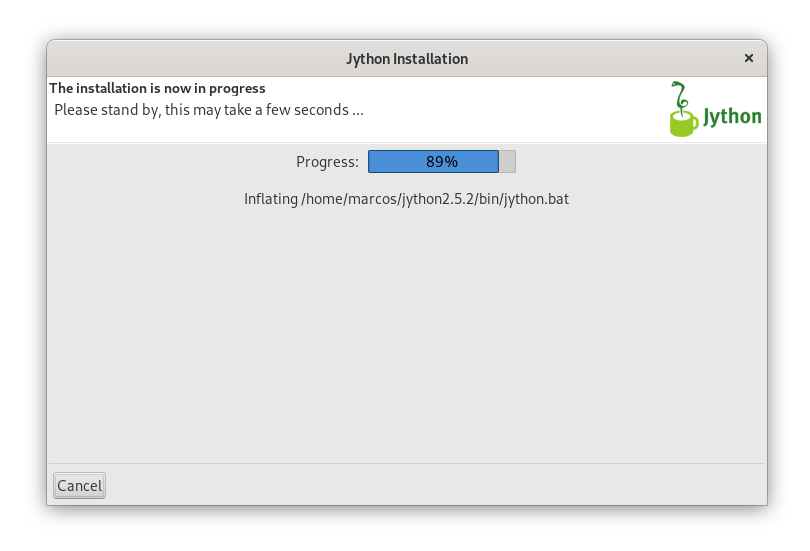 Jython Installation
The installation is now in progress
Please stand by, this may take a few seconds ...
Jython
Progress: 89%
Inflating /home/marcos/jython2.5.2/bin/jython.bat
Cancel